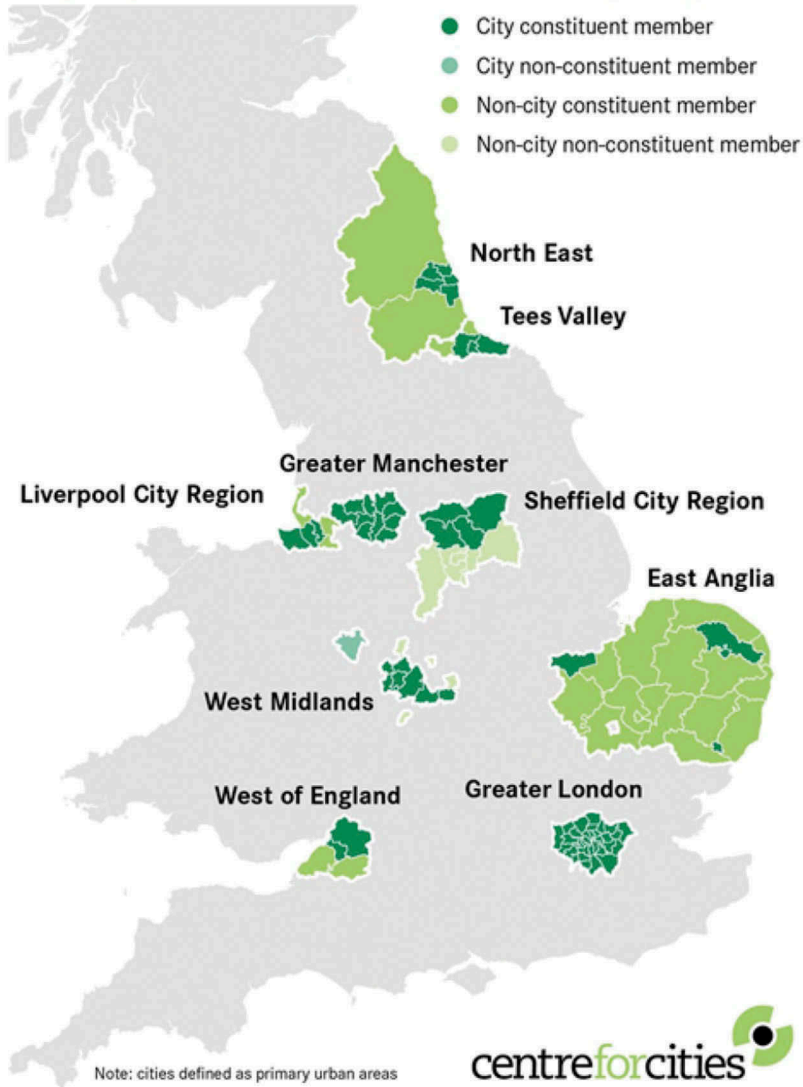 City constituent member
City non-constituent member
Non-city constituent member
Non-city non-constituent member
North East
Tees Valley
Greater Manchester
Liverpool City Region
Sheffield City Region
East Anglia
West Midlands
West of England
Greater London
Note: cities defined as primary urban areas
centreforcities